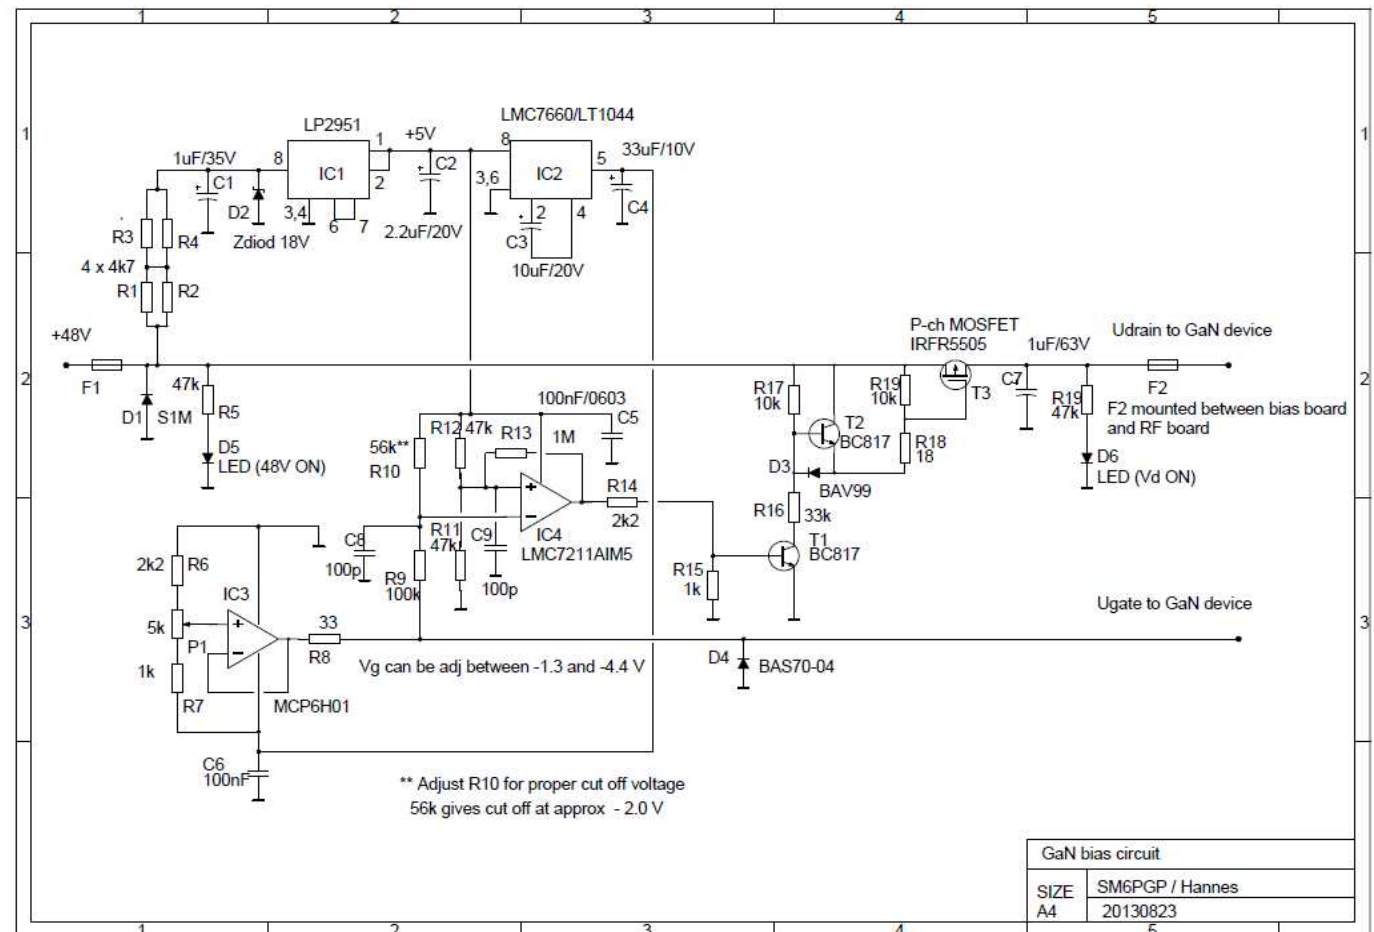 1 2 3 4 5
1
1
LMC7660/LT1044
LP2951
+5V
1
8
33uF/10V
1uF/35V
8
5
C1
IC1
C2
3,6
IC2
2
D2
3,4
6 7
2 4
C4
Zdiod 18V
2.2uF/20V
C3
R3 R4
4 x 4k7
10uF/20V
R1 R2
P-ch MOSFET
IRFR5505
1uF/63V
Udrain to GaN device
+48V
2
2
F1
47k
R5
D1 S1M
100nF/0603
R17
10k
R19
10k
T3
C7
R19
47k
F2
F2 mounted between bias board
and RF board
R12 47k
R13
1M
C5
T2
BC817
R18
18
56k**
R10
D5
LED (48V ON)
D3
BAV99
D6
LED (Vd ON)
R14
2k2
R16
33k
IC4
LMC7211AIM5
C8
100p
R11
47k
C9
100p
T1
BC817
2k2 R6
R9
100k
R15
1k
IC3
Ugate to GaN device
3
3
5k
P1
33
R8
Vg can be adj between -1.3 and -4.4 V
D4
BAS70-04
1k
R7
MCP6H01
C6
100nF
** Adjust R10 for proper cut off voltage
56k gives cut off at approx - 2.0 V
GaN bias circuit
SIZE
A4
SM6PGP / Hannes
20130823
1 2 3 4 5